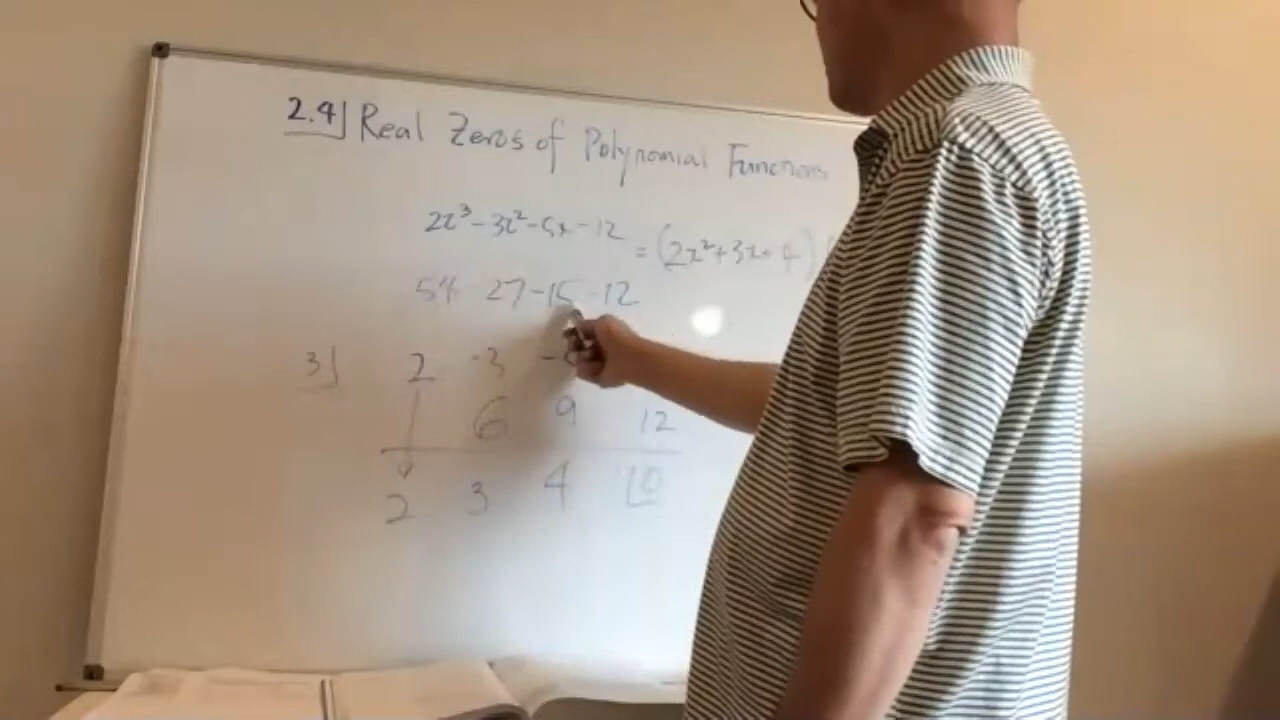 2.4 Real Zeros of Polynomial Functions
2x³-3x²-5x-12
=(2x²+3x+4)
54-27-15-12
3 2 -3
6 9 12
2 3 4 0